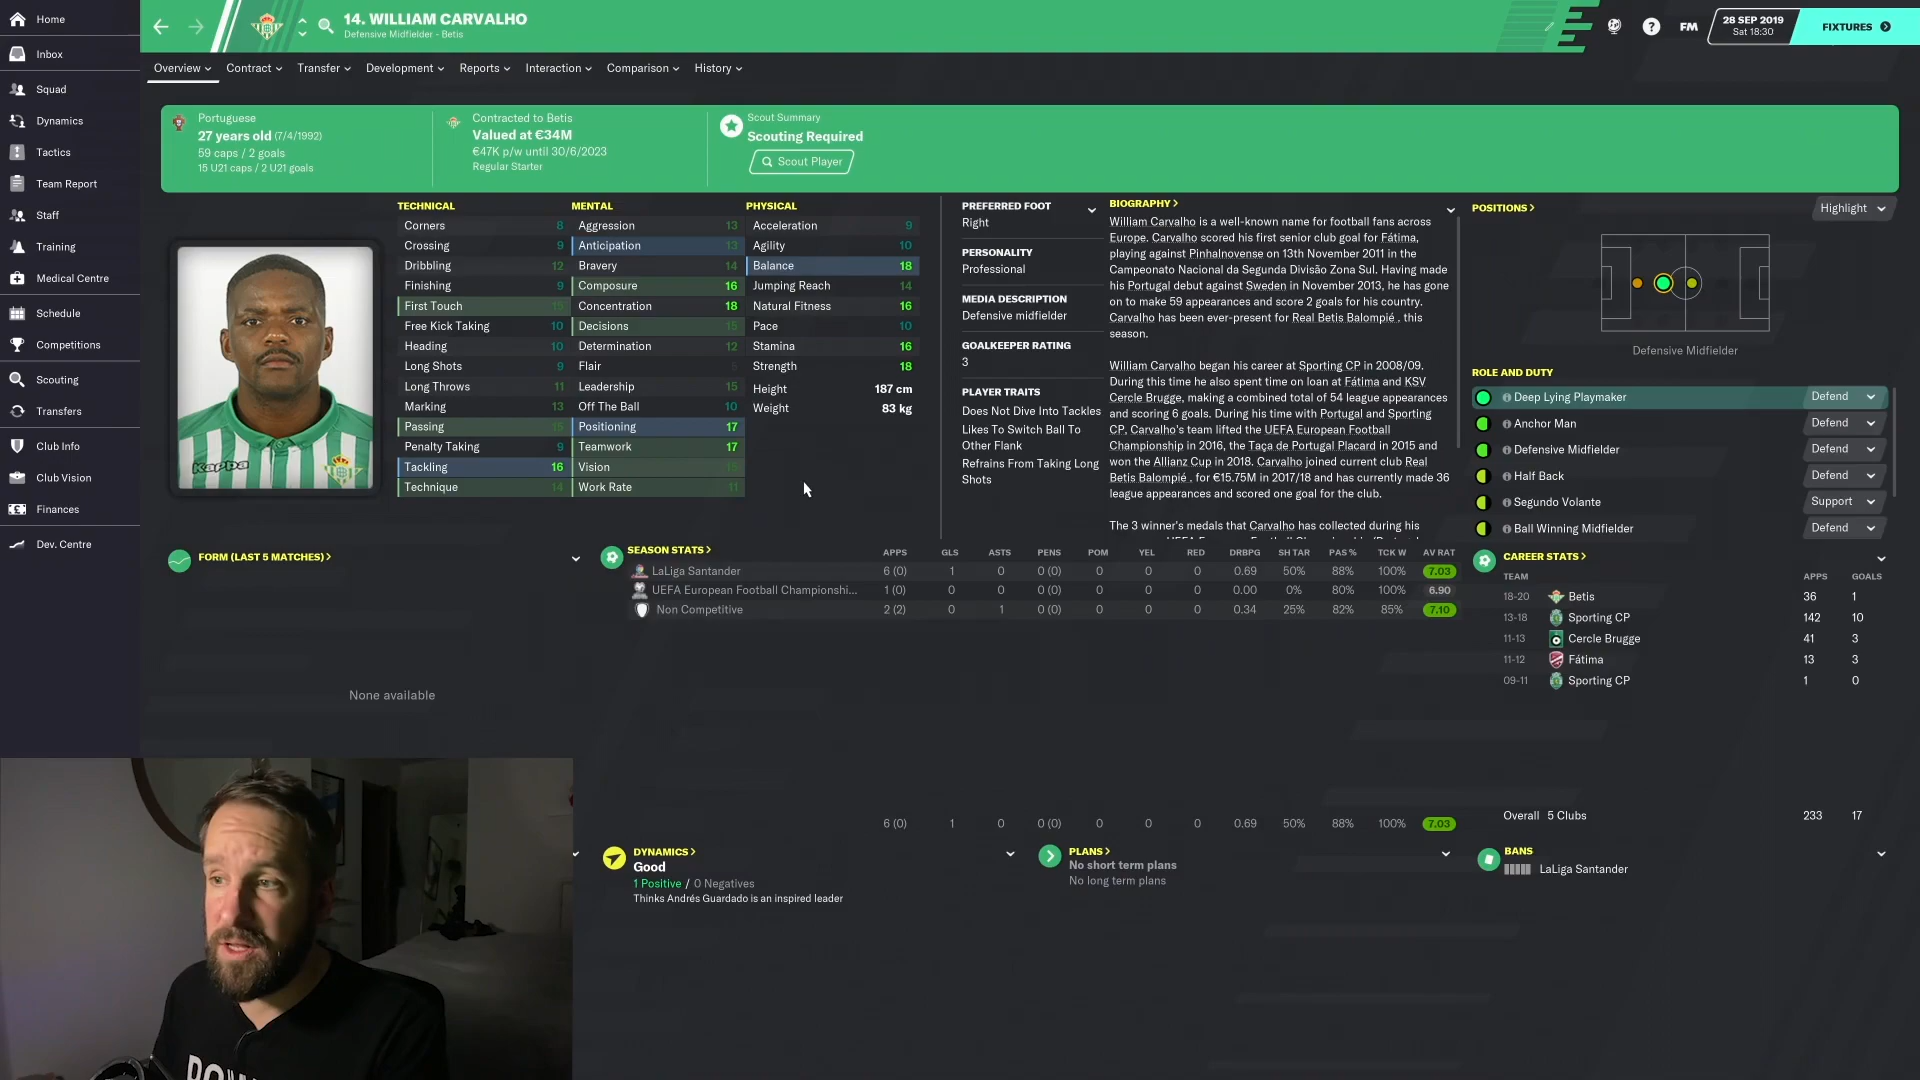 Home
Inbox
Squad
Dynamics
Tactics
Team Report
Staff
Training
Medical Centre
Schedule
Competitions
Scouting
Transfers
Club Info
Club Vision
Finances
Dev. Centre
14. WILLIAM CARVALHO
Defensive Midfielder - Betis
FM
28 SEP 2019
Sat 18:30
FIXTURES
Overview
Contract
Transfer
Development
Reports
Interaction
Comparison
History
Portuguese
27 years old (7/4/1992)
59 caps / 2 goals
15 U21 caps / 2 U21 goals
Contracted to Betis
Valued at €34M
€47K p/w until 30/6/2023
Regular Starter
Scout Summary
Scouting Required
Scout Player
TECHNICAL
Corners 8
Crossing 9
Dribbling 12
Finishing 9
First Touch 15
Free Kick Taking 10
Heading 10
Long Shots 9
Long Throws 11
Marking 13
Passing 15
Penalty Taking 9
Tackling 16
Technique 14
MENTAL
Aggression 13
Anticipation 13
Bravery 14
Composure 16
Concentration 18
Decisions 15
Determination 12
Flair
Leadership 15
Off The Ball 10
Positioning 17
Teamwork 17
Vision
Work Rate 11
PHYSICAL
Acceleration 9
Agility 10
Balance 18
Jumping Reach 14
Natural Fitness 16
Pace 10
Stamina 16
Strength 18
Height 187 cm
Weight 83 kg
PREFERRED FOOT
Right
PERSONALITY
Professional
MEDIA DESCRIPTION
Defensive midfielder
GOALKEEPER RATING
3
PLAYER TRAITS
Does Not Dive Into Tackles
Likes To Switch Ball To
Other Flank
Refrains From Taking Long
Shots
BIOGRAPHY
William Carvalho is a well-known name for football fans across
Europe. Carvalho scored his first senior club goal for Fátima,
playing against Pinhalnovense on 13th November 2011 in the
Campeonato Nacional da Segunda Divisão Zona Sul. Having made
his Portugal debut against Sweden in November 2013, he has gone
on to make 59 appearances and score 2 goals for his country.
Carvalho has been ever-present for Real Betis Balompié , this
season.
William Carvalho began his career at Sporting CP in 2008/09.
During this time he also spent time on loan at Fátima and KSV
Cercle Brugge, making a combined total of 54 league appearances
and scoring 6 goals. During his time with Portugal and Sporting
CP, Carvalho's team lifted the UEFA European Football
Championship in 2016, the Taça de Portugal Placard in 2015 and
won the Allianz Cup in 2018. Carvalho joined current club Real
Betis Balompié , for €15.75M in 2017/18 and has currently made 36
league appearances and scored one goal for the club.
The 3 winner's medals that Carvalho has collected during his
POSITIONS
Highlight
Defensive Midfielder
ROLE AND DUTY
Deep Lying Playmaker Defend
Anchor Man Defend
Defensive Midfielder Defend
Half Back Defend
Segundo Volante Support
Ball Winning Midfielder Defend
Kappa
FORM (LAST 5 MATCHES)
None available
SEASON STATS APPS GLS ASTS PENS POM YEL RED DRBPG SH TAR PAS % TCK W AV RAT
LaLiga Santander 6 (0) 1 0 0 (0) 0 0 0 0.69 50% 88% 100% 7.03
UEFA European Football Championshi... 1 (0) 0 0 0 (0) 0 0 0 0.00 0% 80% 100% 6.90
Non Competitive 2 (2) 0 1 0 (0) 0 0 0 0.34 25% 82% 85% 7.10
6 (0) 1 0 0 (0) 0 0 0 0.69 50% 88% 100% 7.03
CAREER STATS
TEAM APPS GOALS
18-20 Betis 36 1
13-18 Sporting CP 142 10
11-13 Cercle Brugge 41 3
11-12 Fátima 13 3
09-11 Sporting CP 1 0
Overall 5 Clubs 233 17
DYNAMICS
Good
1 Positive / 0 Negatives
Thinks Andrés Guardado is an inspired leader
PLANS
No short term plans
No long term plans
BANS
LaLiga Santander